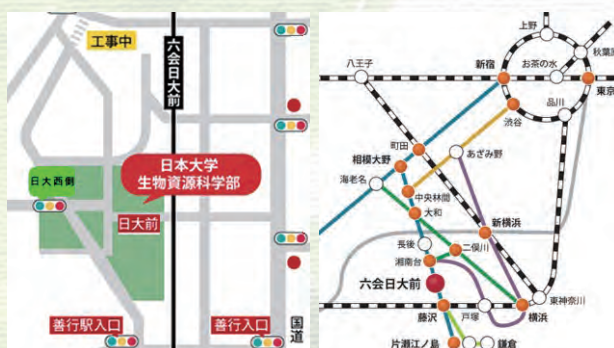 工事中
六会日大前
日大西側
日本大学
生物資源科学部
日大前
善行駅入口
善行入口
国道
上野
秋葉原
八王子
新宿
お茶の水
東京
品川
渋谷
町田
あざみ野
相模大野
海老名
中央林間
大和
新横浜
長後
二俣川
湘南台
六会日大前
東神奈川
藤沢
戸塚
横浜
片瀬江ノ島
鎌倉